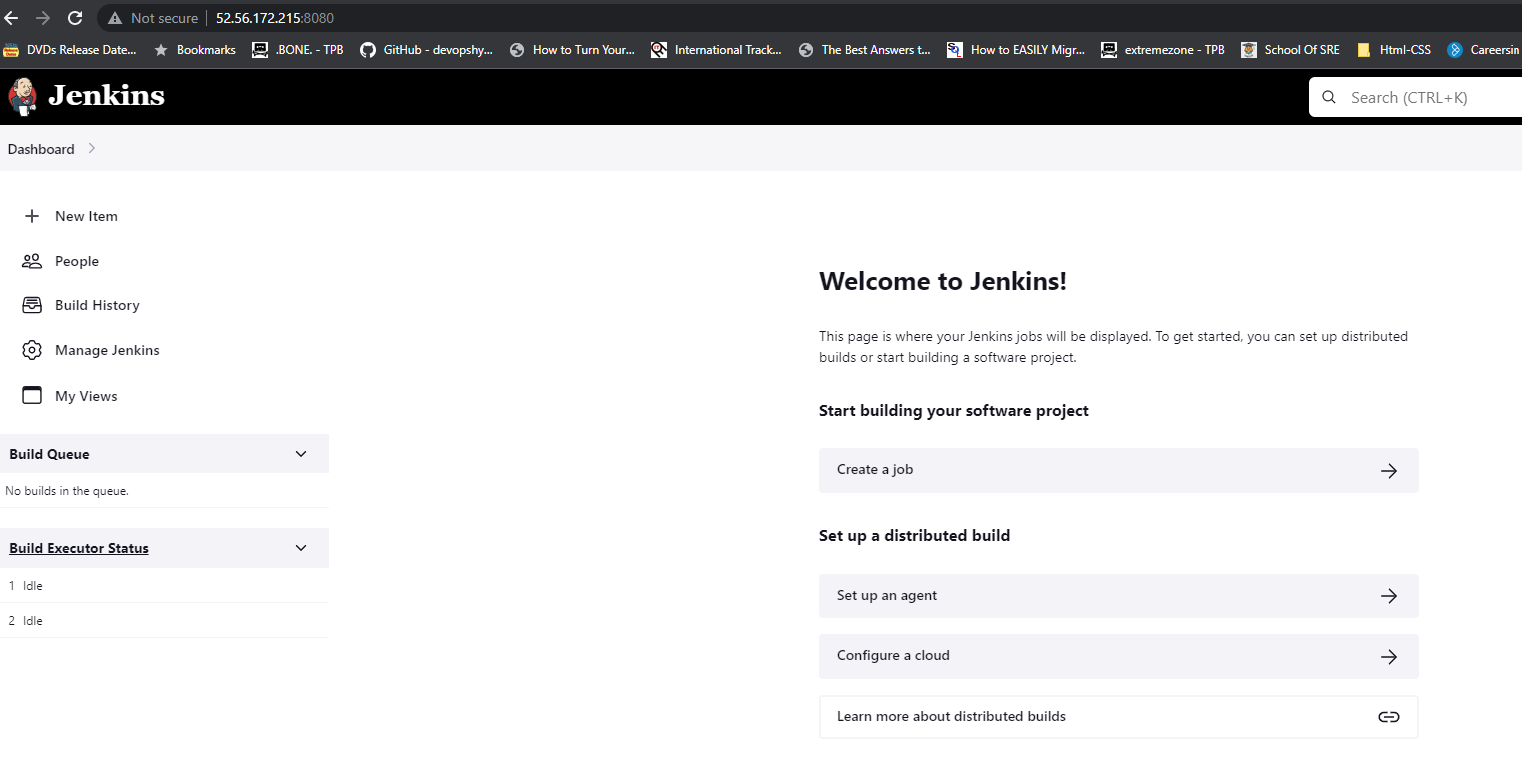 Not secure 52.56.172.215:8080
DVDs Release Date... Bookmarks .BONE. - TPB GitHub - devopshy... How to Turn Your... International Track... The Best Answers t... How to EASILY Migr... extremezone - TPB School Of SRE Html-CSS Careersin
Jenkins Search (CTRL+K)
Dashboard
New Item
People
Build History
Manage Jenkins
My Views
Build Queue
No builds in the queue.
Build Executor Status
1 Idle
2 Idle
Welcome to Jenkins!
This page is where your Jenkins jobs will be displayed. To get started, you can set up distributed
builds or start building a software project.
Start building your software project
Create a job
Set up a distributed build
Set up an agent
Configure a cloud
Learn more about distributed builds